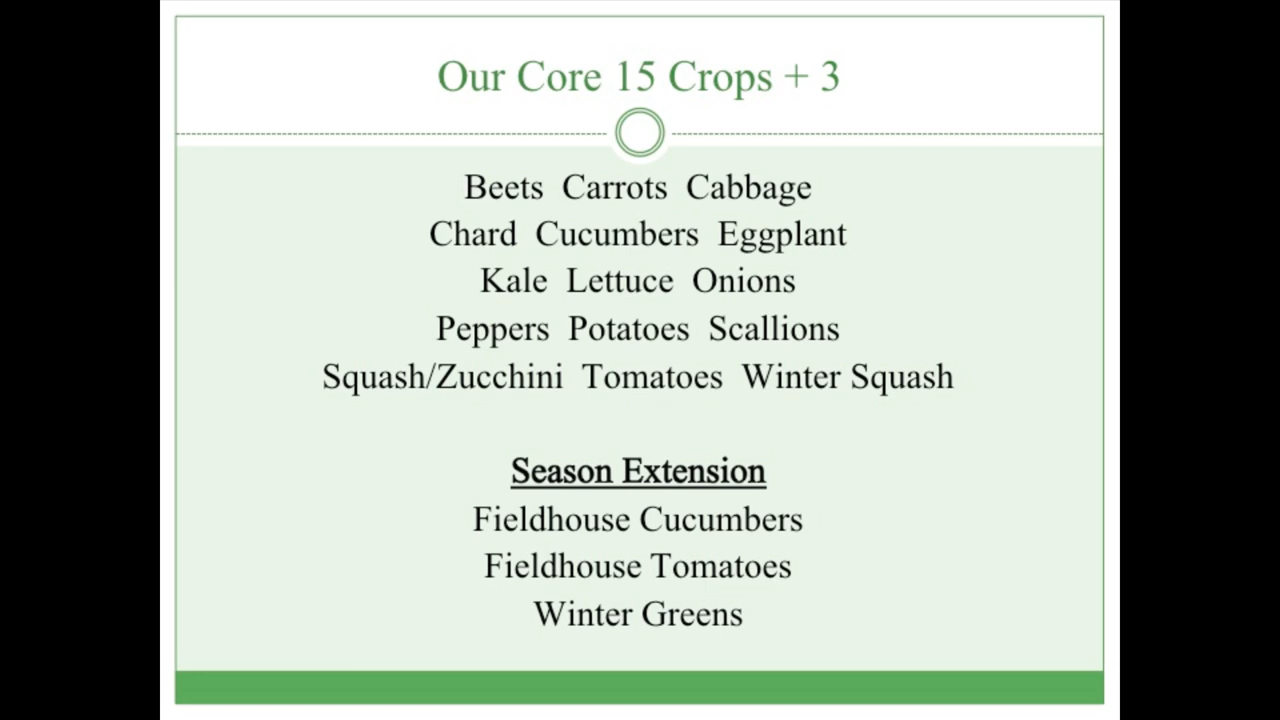 Our Core 15 Crops + 3
Beets Carrots Cabbage
Chard Cucumbers Eggplant
Kale Lettuce Onions
Peppers Potatoes Scallions
Squash/Zucchini Tomatoes Winter Squash
Season Extension
Fieldhouse Cucumbers
Fieldhouse Tomatoes
Winter Greens